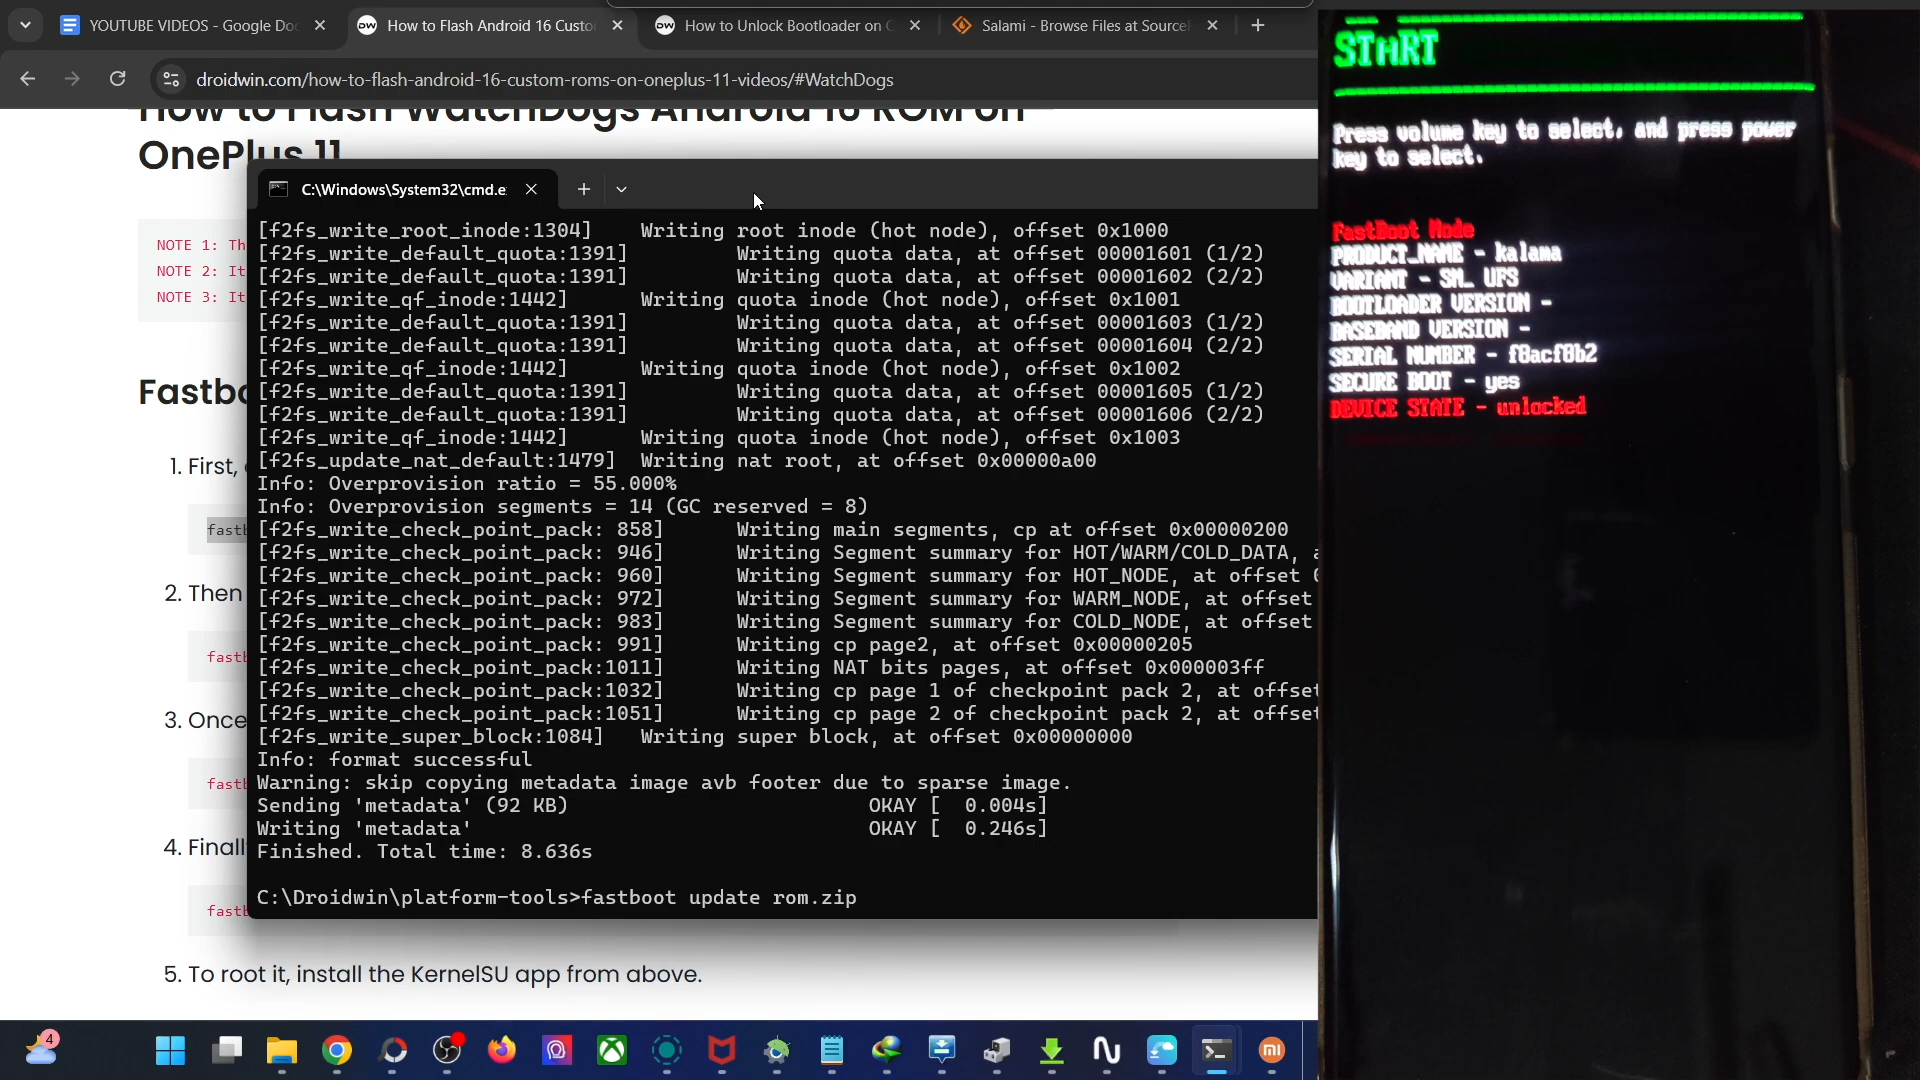 YOUTUBE VIDEOS - Google Do
How to Flash Android 16 Custo
How to Unlock Bootloader on
Salami - Browse Files at SourceF
droidwin.com/how-to-flash-android-16-custom-roms-on-oneplus-11-videos/#WatchDogs
How to Flash WatchDogs Android 16 ROM on
OnePlus 11
NOTE 1: Th
NOTE 2: It
NOTE 3: It
Fastbo
1. First,
fastb
2. Then
fastb
3. Once
fastb
4. Finall
fastb
5. To root it, install the KernelSU app from above.
C:\Windows\System32\cmd.e
[f2fs_write_root_inode:1304] Writing root inode (hot node), offset 0x1000
[f2fs_write_default_quota:1391] Writing quota data, at offset 00001601 (1/2)
[f2fs_write_default_quota:1391] Writing quota data, at offset 00001602 (2/2)
[f2fs_write_qf_inode:1442] Writing quota inode (hot node), offset 0x1001
[f2fs_write_default_quota:1391] Writing quota data, at offset 00001603 (1/2)
[f2fs_write_default_quota:1391] Writing quota data, at offset 00001604 (2/2)
[f2fs_write_qf_inode:1442] Writing quota inode (hot node), offset 0x1002
[f2fs_write_default_quota:1391] Writing quota data, at offset 00001605 (1/2)
[f2fs_write_default_quota:1391] Writing quota data, at offset 00001606 (2/2)
[f2fs_write_qf_inode:1442] Writing quota inode (hot node), offset 0x1003
[f2fs_update_nat_default:1479] Writing nat root, at offset 0x00000a00
Info: Overprovision ratio = 55.000%
Info: Overprovision segments = 14 (GC reserved = 8)
[f2fs_write_check_point_pack: 858] Writing main segments, cp at offset 0x00000200
[f2fs_write_check_point_pack: 946] Writing Segment summary for HOT/WARM/COLD_DATA, a
[f2fs_write_check_point_pack: 960] Writing Segment summary for HOT_NODE, at offset 0
[f2fs_write_check_point_pack: 972] Writing Segment summary for WARM_NODE, at offset
[f2fs_write_check_point_pack: 983] Writing Segment summary for COLD_NODE, at offset
[f2fs_write_check_point_pack: 991] Writing cp page2, at offset 0x00000205
[f2fs_write_check_point_pack:1011] Writing NAT bits pages, at offset 0x000003ff
[f2fs_write_check_point_pack:1032] Writing cp page 1 of checkpoint pack 2, at offset
[f2fs_write_check_point_pack:1051] Writing cp page 2 of checkpoint pack 2, at offset
[f2fs_write_super_block:1084] Writing super block, at offset 0x00000000
Info: format successful
Warning: skip copying metadata image avb footer due to sparse image.
Sending 'metadata' (92 KB) OKAY [ 0.004s]
Writing 'metadata' OKAY [ 0.246s]
Finished. Total time: 8.636s
C:\Droidwin\platform-tools>fastboot update rom.zip
START
Press volume key to select, and press power
key to select.
FastBoot Mode
PRODUCT_NAME - kalama
VARIANT - SM_ UFS
BOOTLOADER VERSION -
BASEBAND VERSION -
SERIAL NUMBER - f8acf8b2
SECURE BOOT - yes
DEVICE STATE - unlocked
4